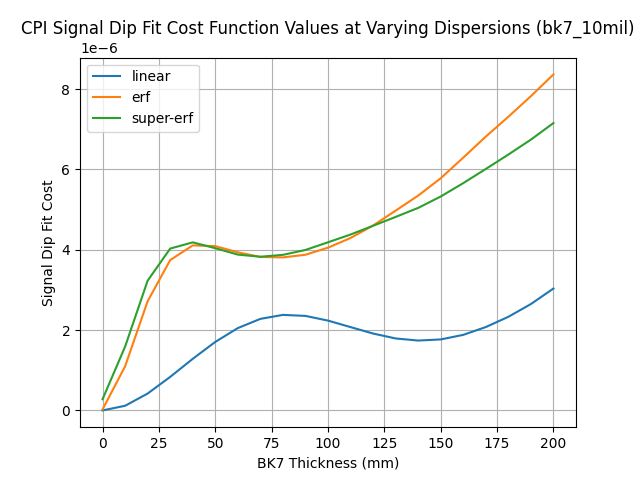 CPI Signal Dip Fit Cost Function Values at Varying Dispersions (bk7_10mil)
1e−6
linear
erf
super-erf
8
6
4
2
0
Signal Dip Fit Cost
0 25 50 75 100 125 150 175 200
BK7 Thickness (mm)